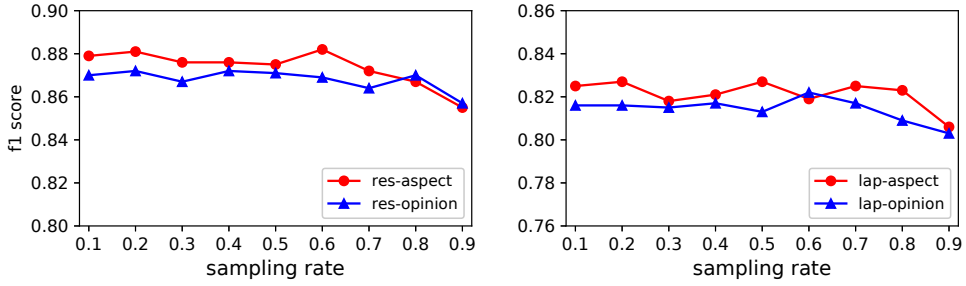 0.90
0.88
0.86
0.84
0.82
0.80
f1 score
0.1 0.2 0.3 0.4 0.5 0.6 0.7 0.8 0.9
sampling rate
res-aspect
res-opinion
0.86
0.84
0.82
0.80
0.78
0.76
0.1 0.2 0.3 0.4 0.5 0.6 0.7 0.8 0.9
sampling rate
lap-aspect
lap-opinion